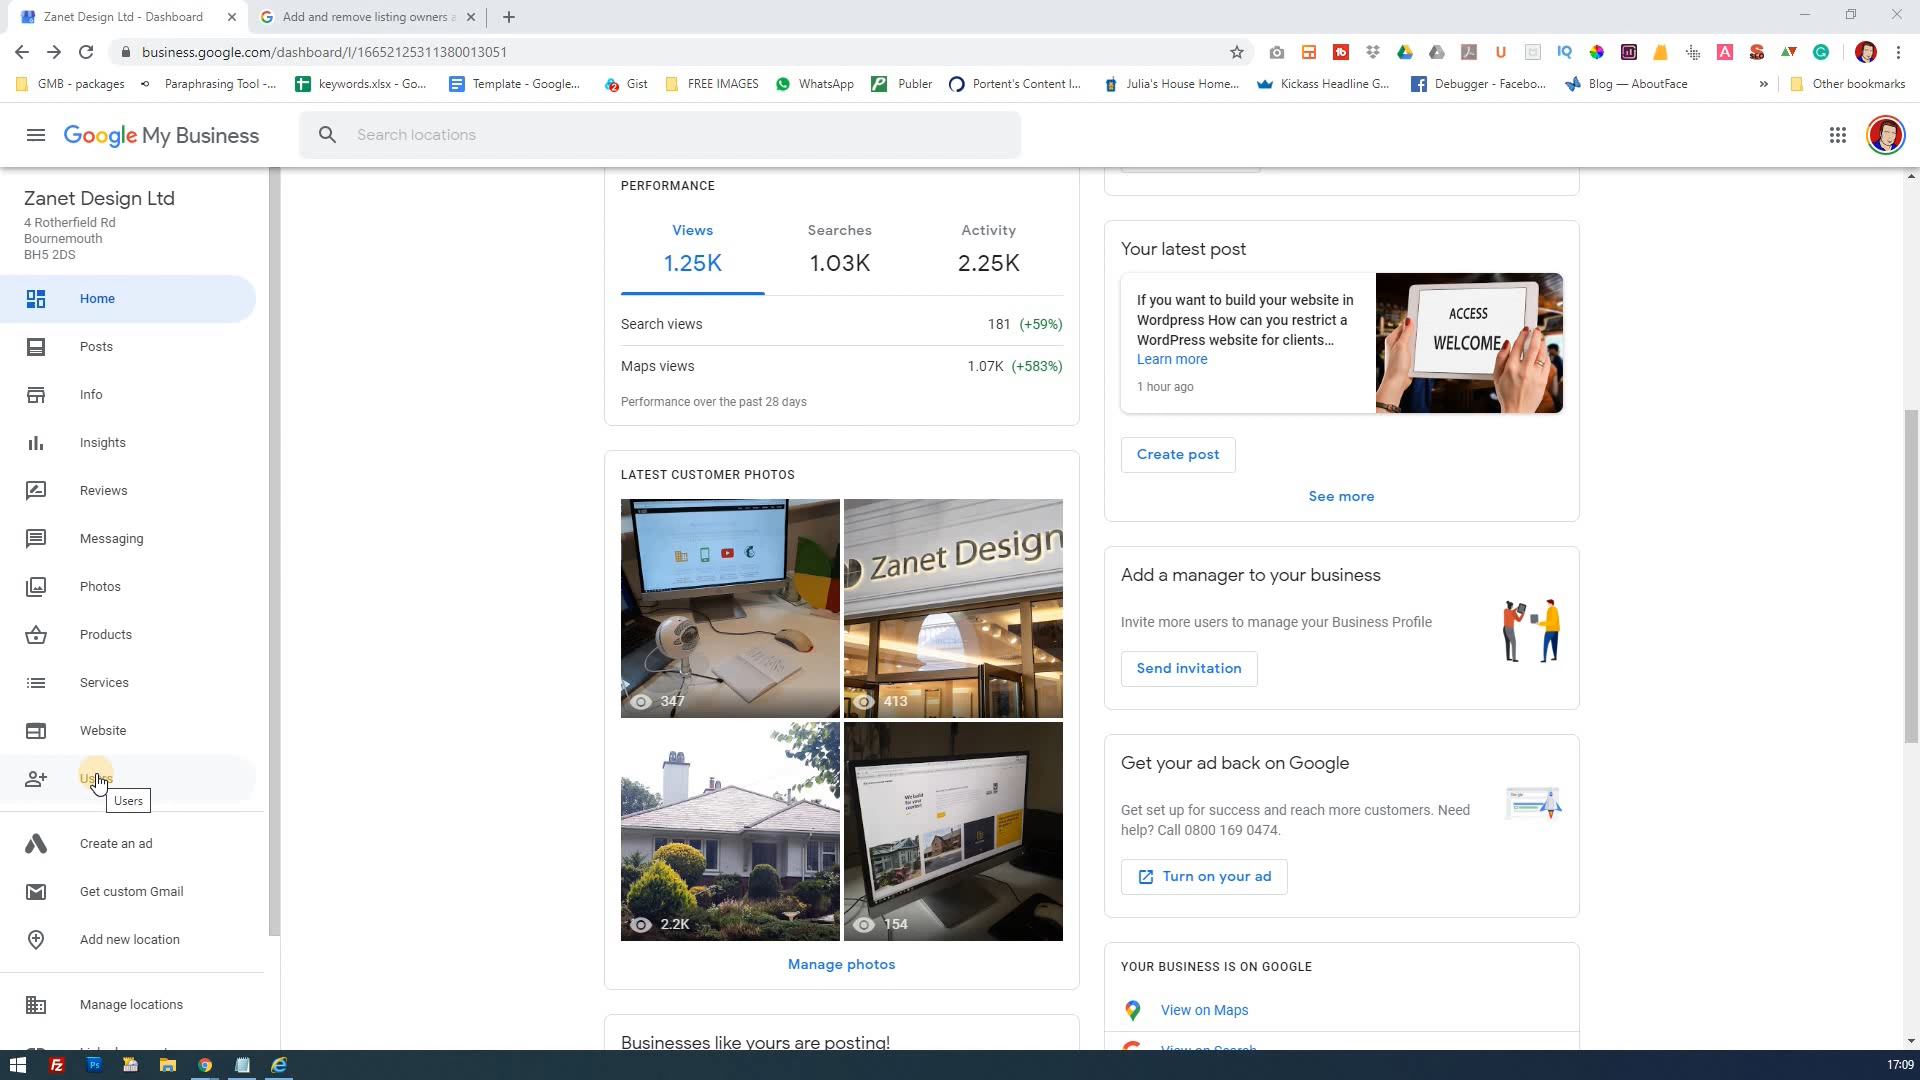 Zanet Design Ltd - Dashboard
Add and remove listing owners
business.google.com/dashboard/l/16652125311380013051
GMB - packages
Paraphrasing Tool -...
keywords.xlsx - Go...
Template - Google...
Gist
FREE IMAGES
WhatsApp
Publer
Portent's Content I...
Julia's House Home...
Kickass Headline G...
Debugger - Facebo...
Blog — AboutFace
»
Other bookmarks
Google My Business
Search locations
Zanet Design Ltd
4 Rotherfield Rd
Bournemouth
BH5 2DS
Home
Posts
Info
Insights
Reviews
Messaging
Photos
Products
Services
Website
Users
Users
Create an ad
Get custom Gmail
Add new location
Manage locations
PERFORMANCE
Views Searches Activity
1.25K 1.03K 2.25K
Search views 181 (+59%)
Maps views 1.07K (+583%)
Performance over the past 28 days
LATEST CUSTOMER PHOTOS
Zanet Design
347
413
2.2K
154
Manage photos
Businesses like yours are posting!
Your latest post
If you want to build your website in
Wordpress How can you restrict a
WordPress website for clients...
Learn more
1 hour ago
ACCESS
WELCOME
Create post
See more
Add a manager to your business
Invite more users to manage your Business Profile
Send invitation
Get your ad back on Google
Get set up for success and reach more customers. Need
help? Call 0800 169 0474.
Turn on your ad
YOUR BUSINESS IS ON GOOGLE
View on Maps
View on Search
17:09